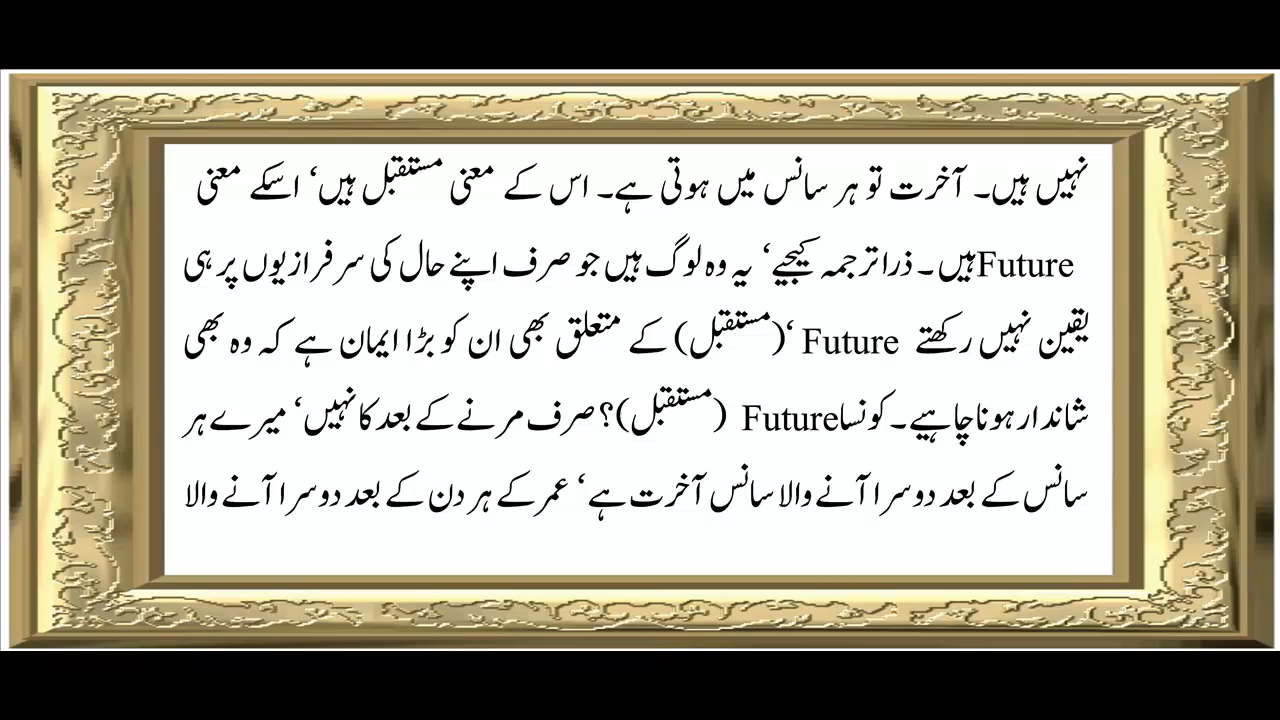 نہیں ہیں۔ آخرت تو ہر سانس میں ہوتی ہے۔ اس کے معنی مستقبل ہیں‘ اسکے معنی
Future ہیں۔ ذرا ترجمہ کیجیے‘ یہ وہ لوگ ہیں جو صرف اپنے حال کی سرفرازیوں پر ہی
یقین نہیں رکھتے Future ‘(مستقبل) کے متعلق بھی ان کو بڑا ایمان ہے کہ وہ بھی
شاندار ہونا چاہیے۔ کونسا Future (مستقبل)؟ صرف مرنے کے بعد کا نہیں‘ میرے ہر
سانس کے بعد دوسرا آنے والا سانس آخرت ہے‘ عمر کے ہر دن کے بعد دوسرا آنے والا